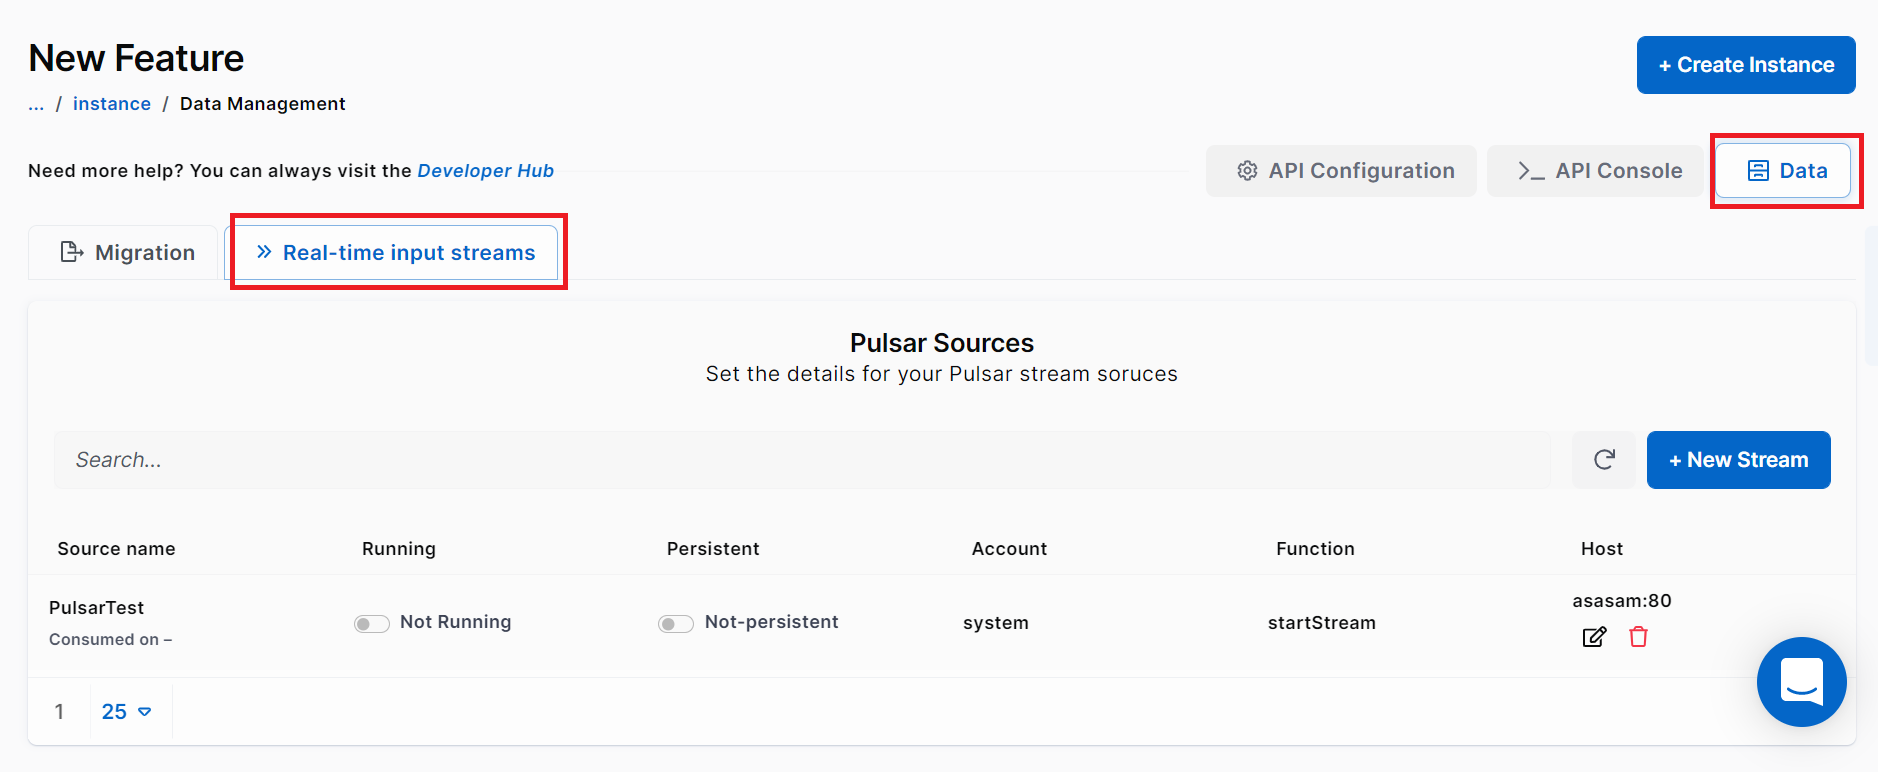 New Feature
+ Create Instance
... / instance / Data Management
Need more help? You can always visit the Developer Hub
API Configuration
API Console
Data
Migration
Real-time input streams
Pulsar Sources
Set the details for your Pulsar stream soruces
Search...
+ New Stream
Source name Running Persistent Account Function Host
PulsarTest
Consumed on –
Not Running
Not-persistent
system
startStream
asasam:80
1 25